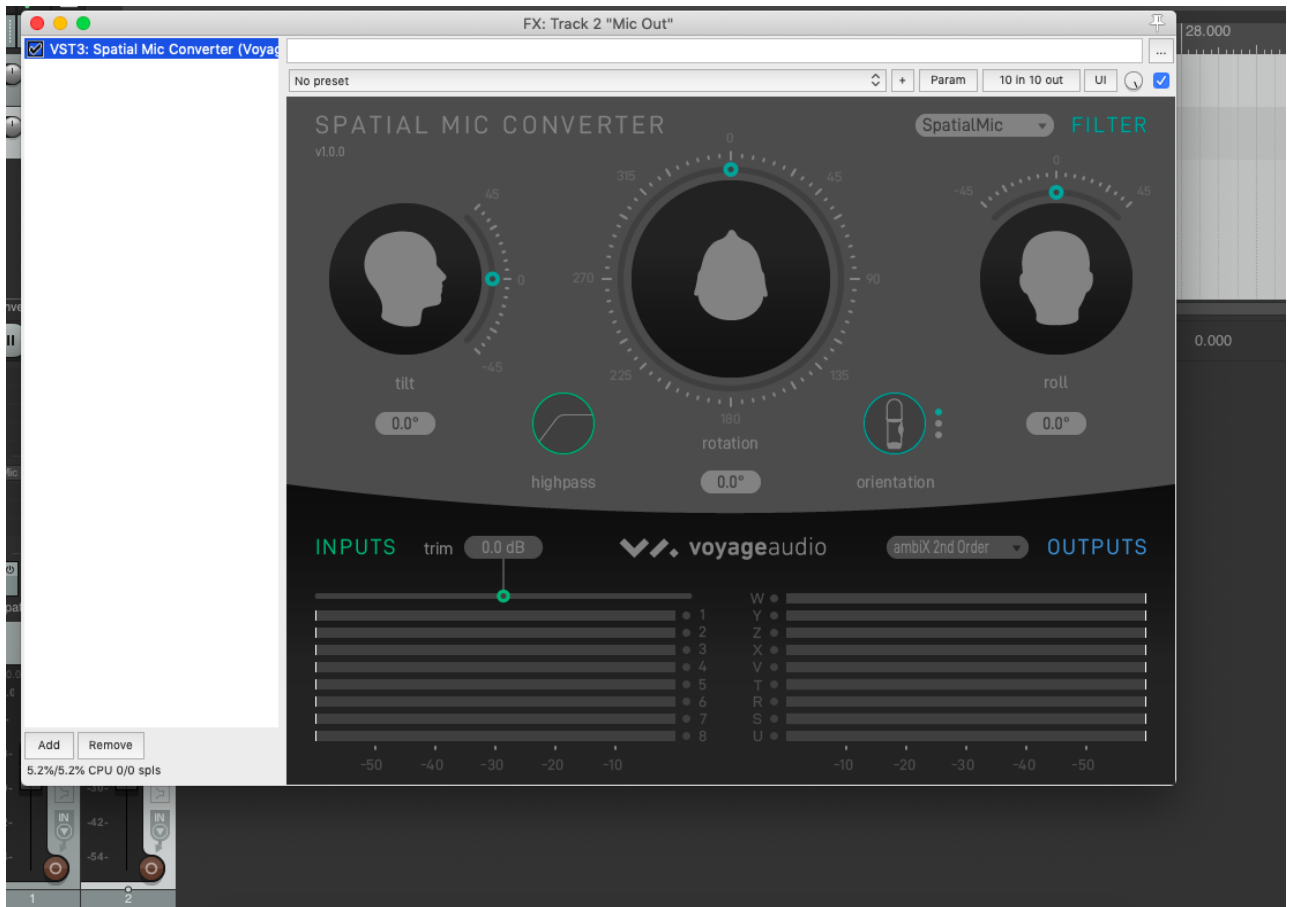 FX: Track 2 "Mic Out"
28.000
VST3: Spatial Mic Converter (Voyag
...
No preset
+
Param
10 in 10 out
UI
SPATIAL MIC CONVERTER
v1.0.0
SpatialMic
FILTER
45
0
-45
tilt
0.0°
0
45
90
135
180
225
270
315
rotation
0.0°
-45
0
45
roll
0.0°
highpass
orientation
0.000
INPUTS
trim
0.0 dB
voyageaudio
ambiX 2nd Order
OUTPUTS
1
2
3
4
5
6
7
8
W
Y
Z
X
V
T
R
S
U
-50 -40 -30 -20 -10
-10 -20 -30 -40 -50
Add
Remove
5.2%/5.2% CPU 0/0 spls
-30-
IN
-42-
IN
-54-
1
2